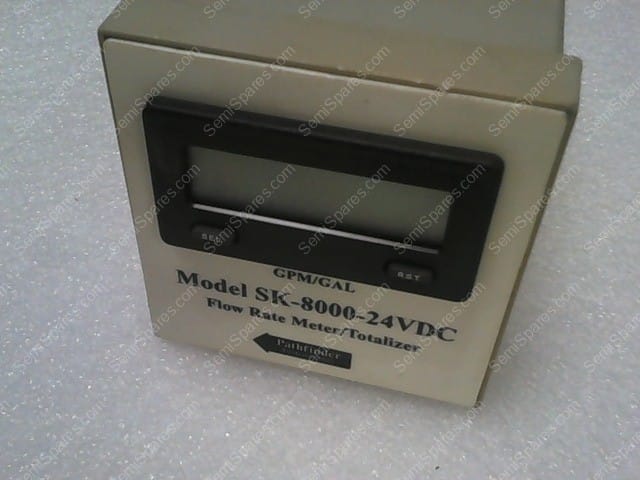 SEL
RST
GPM/GAL
Model SK-8000-24VDC
Flow Rate Meter/Totalizer
Pathfinder
SemiSpares.com